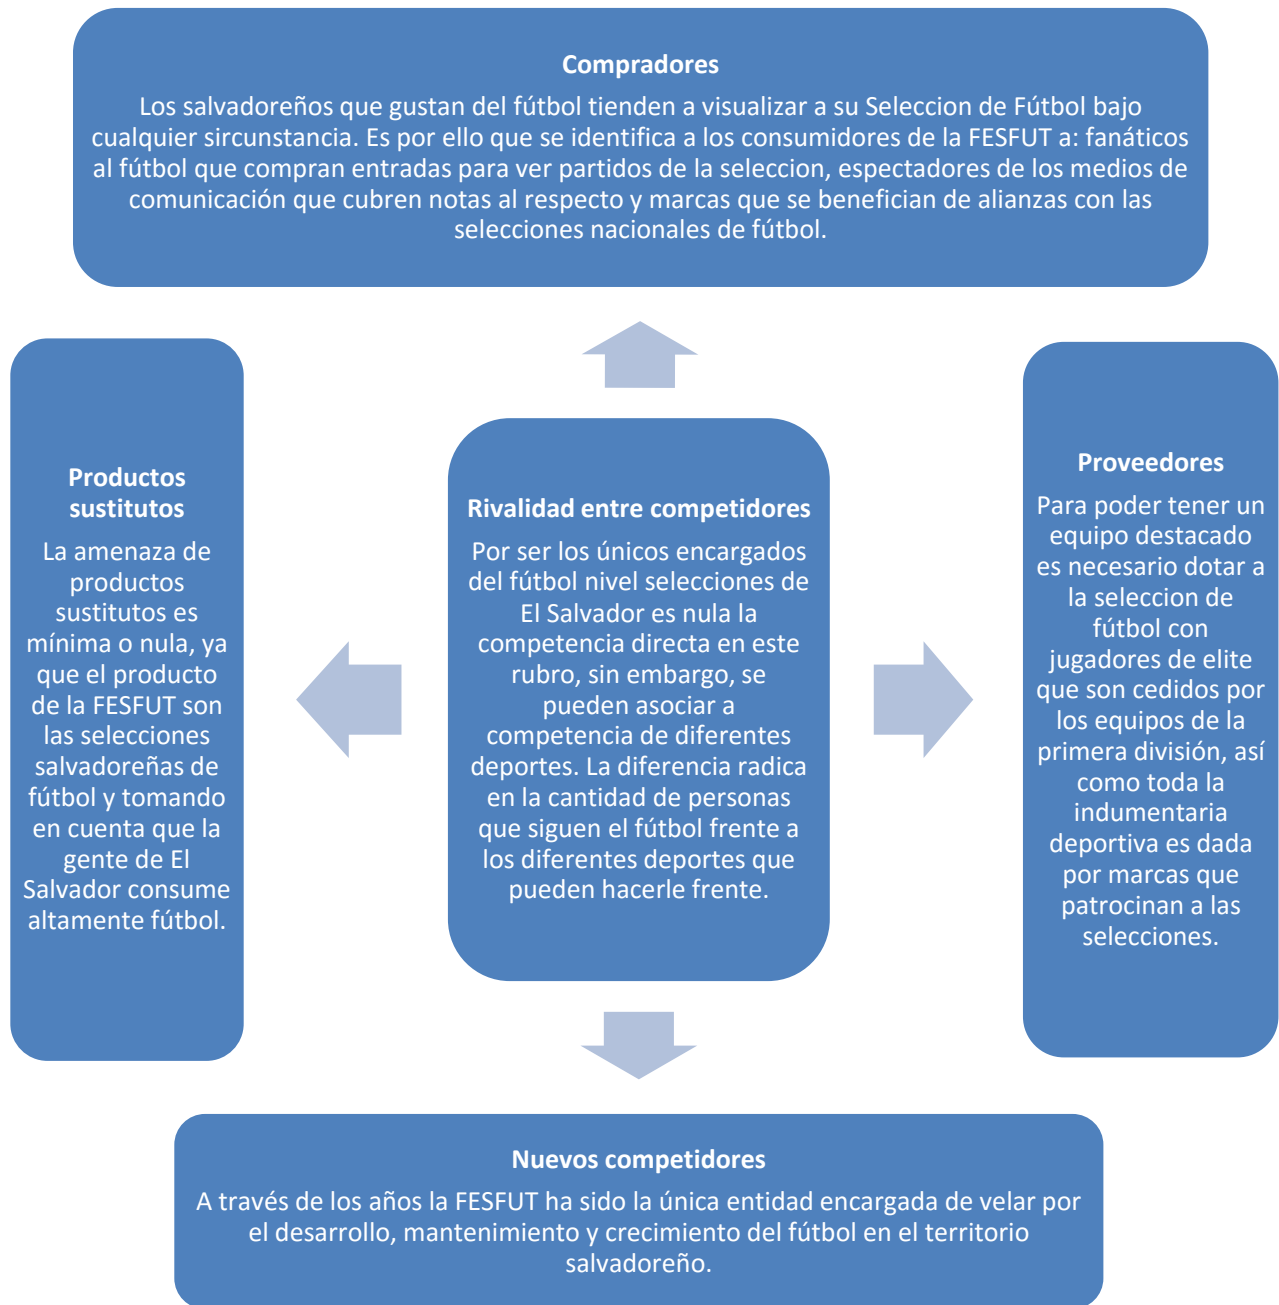 Compradores
Los salvadoreños que gustan del fútbol tienden a visualizar a su Seleccion de Fútbol bajo
cualquier sircunstancia. Es por ello que se identifica a los consumidores de la FESFUT a: fanáticos
al fútbol que compran entradas para ver partidos de la seleccion, espectadores de los medios de
comunicación que cubren notas al respecto y marcas que se benefician de alianzas con las
selecciones nacionales de fútbol.
Productos
sustitutos
La amenaza de
productos
sustitutos es
mínima o nula, ya
que el producto
de la FESFUT son
las selecciones
salvadoreñas de
fútbol y tomando
en cuenta que la
gente de El
Salvador consume
altamente fútbol.
Rivalidad entre competidores
Por ser los únicos encargados
del fútbol nivel selecciones de
El Salvador es nula la
competencia directa en este
rubro, sin embargo, se
pueden asociar a
competencia de diferentes
deportes. La diferencia radica
en la cantidad de personas
que siguen el fútbol frente a
los diferentes deportes que
pueden hacerle frente.
Proveedores
Para poder tener un
equipo destacado
es necesario dotar a
la seleccion de
fútbol con
jugadores de elite
que son cedidos por
los equipos de la
primera división, así
como toda la
indumentaria
deportiva es dada
por marcas que
patrocinan a las
selecciones.
Nuevos competidores
A través de los años la FESFUT ha sido la única entidad encargada de velar por
el desarrollo, mantenimiento y crecimiento del fútbol en el territorio
salvadoreño.